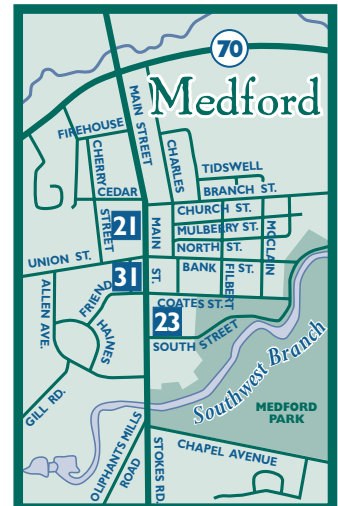 70
Medford
MAIN STREET
FIREHOUSE
CHERRY
STREET
CHARLES
TIDSWELL
CEDAR
BRANCH ST.
CHURCH ST.
21
MAIN
ST.
MULBERRY ST.
MCCLAIN
NORTH ST.
UNION ST.
BANK ST.
FILBERT
31
FRIEND
ALLEN AVE.
COATES ST.
23
HAINES
SOUTH STREET
Southwest Branch
GILL RD.
MEDFORD
PARK
OLIPHANTS MILLS
ROAD
STOKES RD.
CHAPEL AVENUE